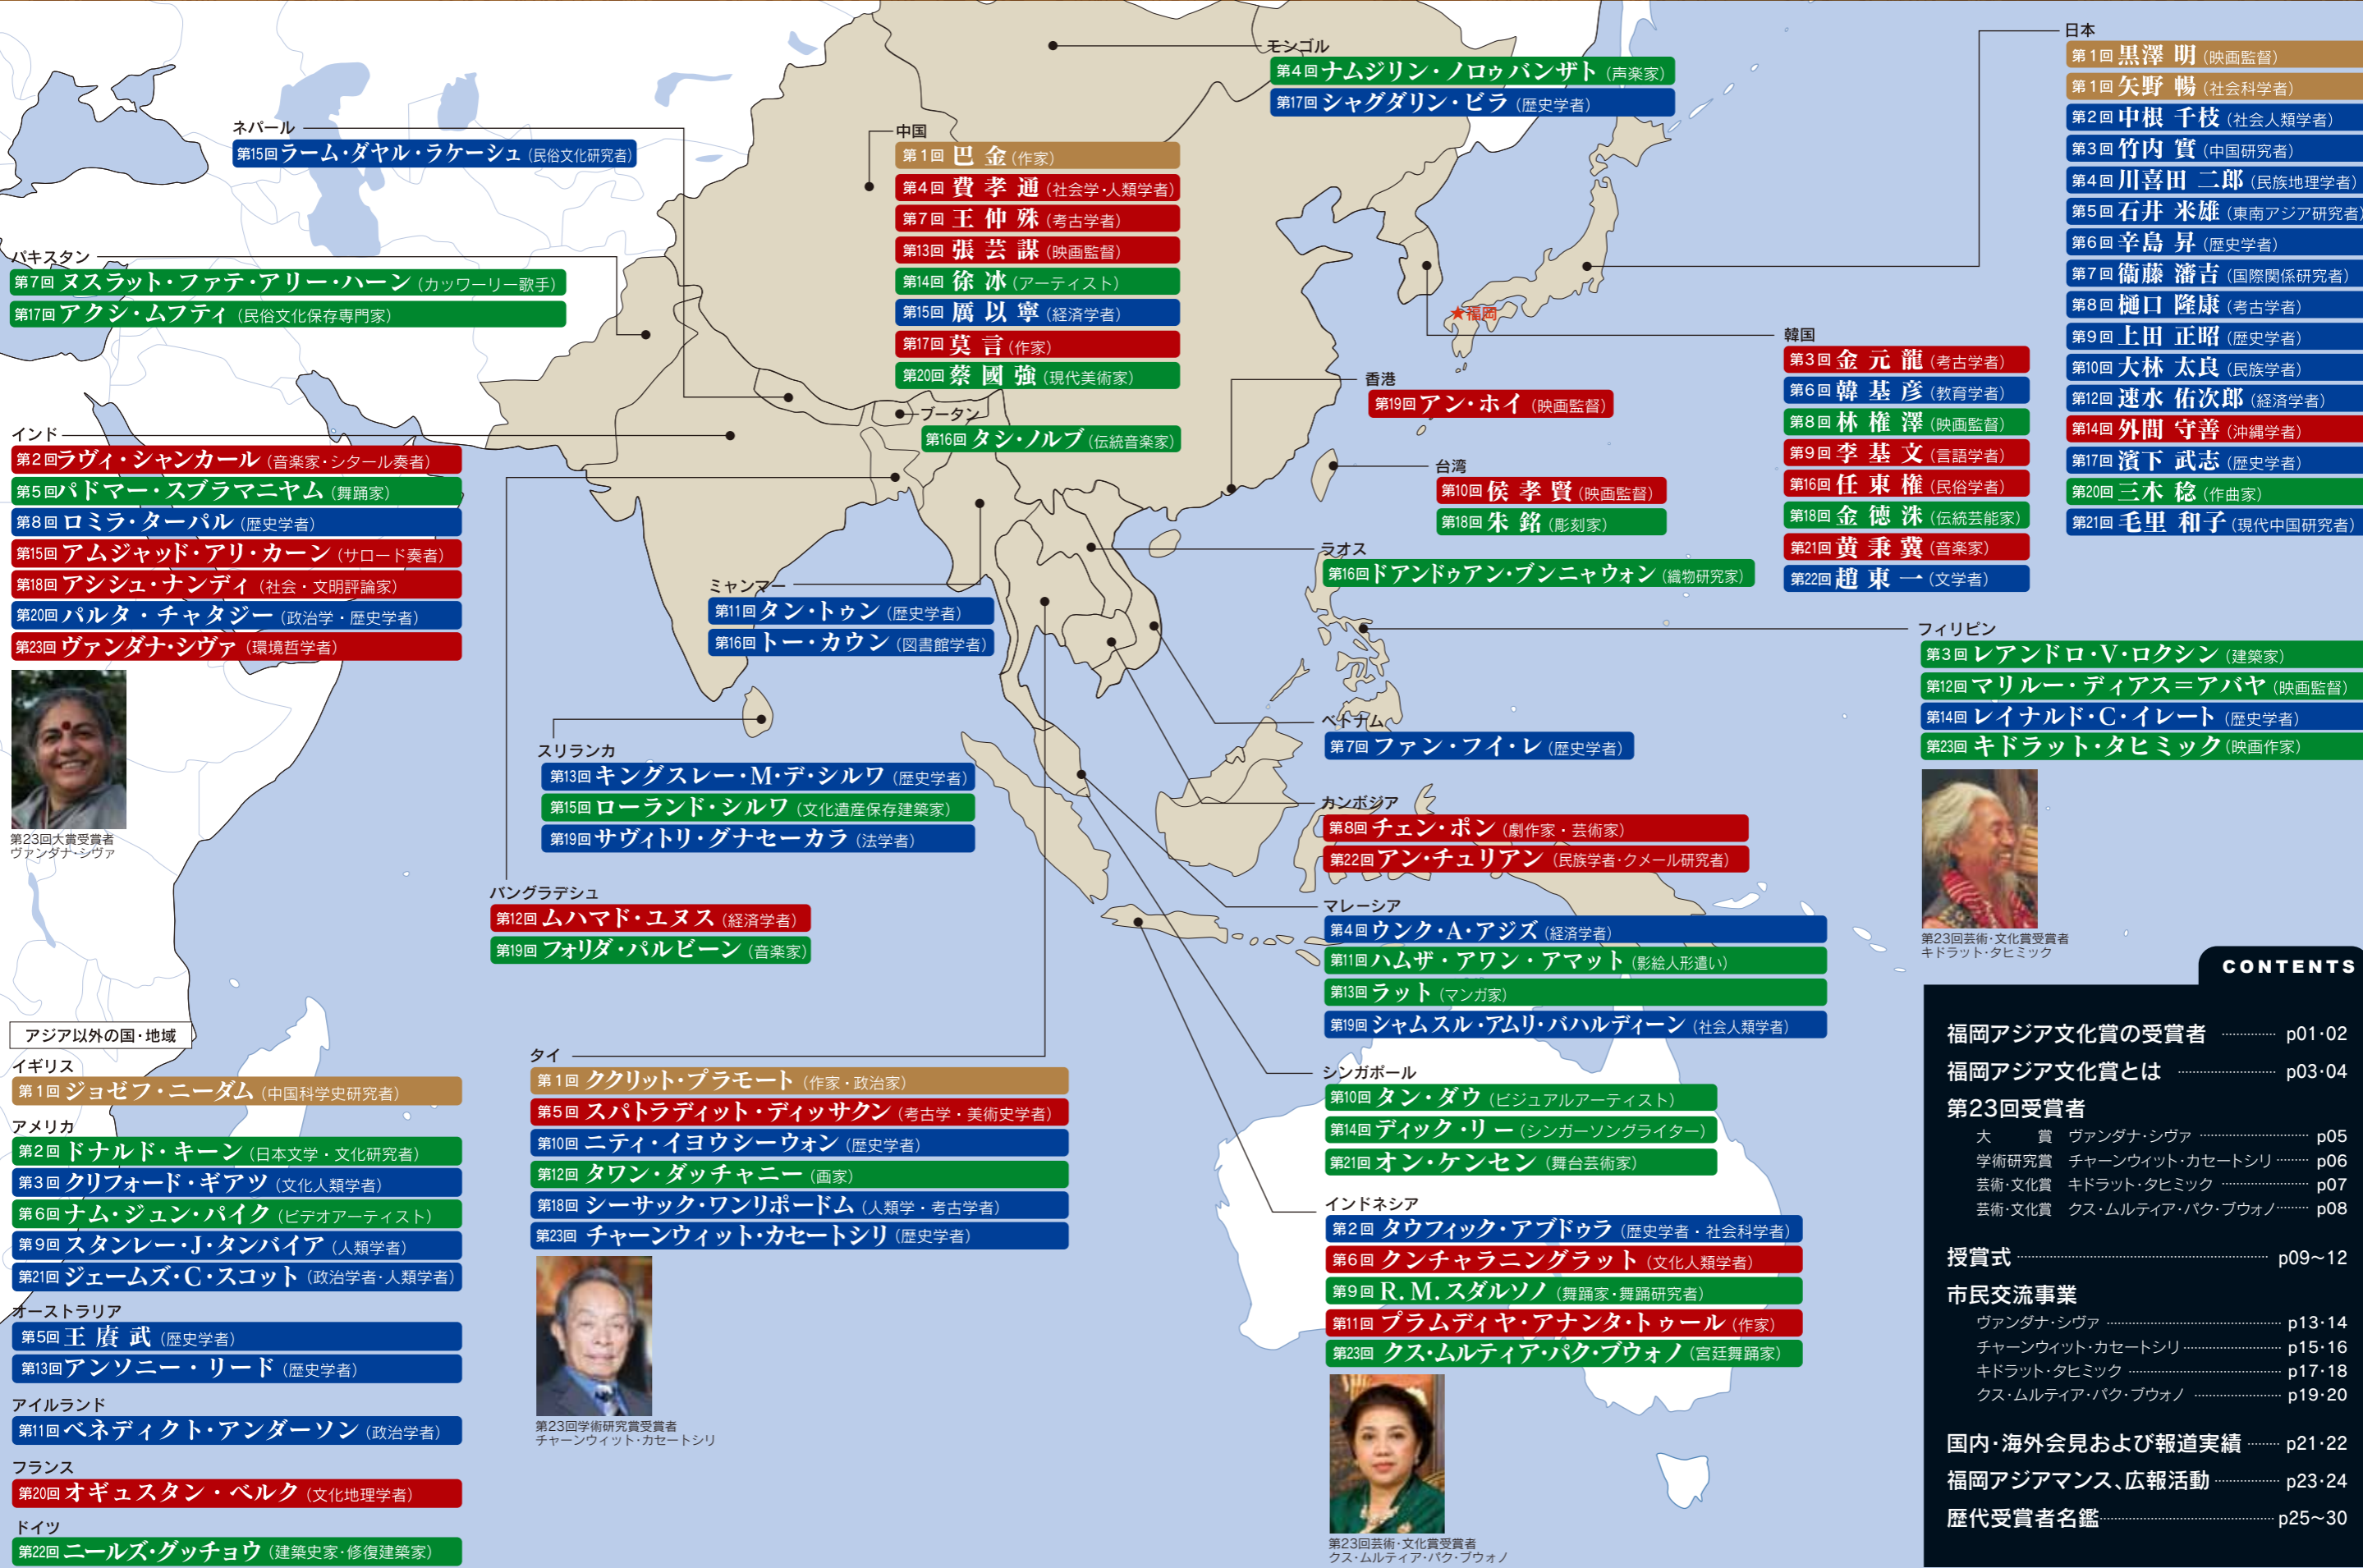 モンゴル
第4回 ナムジリン・ノロゥバンザト（声楽家）
第17回 シャグダリン・ビラ（歴史学者）
日本
第1回 黒澤 明（映画監督）
第1回 矢野 暢（社会科学者）
第2回 中根 千枝（社会人類学者）
第3回 竹内 實（中国研究者）
第4回 川喜田 二郎（民族地理学者）
第5回 石井 米雄（東南アジア研究者）
第6回 辛島 昇（歴史学者）
第7回 衞藤 瀋吉（国際関係研究者）
第8回 樋口 隆康（考古学者）
第9回 上田 正昭（歴史学者）
第10回 大林 太良（民族学者）
第12回 速水 佑次郎（経済学者）
第14回 外間 守善（沖縄学者）
第17回 濱下 武志（歴史学者）
第20回 三木 稔（作曲家）
第21回 毛里 和子（現代中国研究者）
ネパール
第15回 ラーム・ダヤル・ラケーシュ（民俗文化研究者）
中国
第1回 巴 金（作家）
第4回 費 孝 通（社会学・人類学者）
第7回 王 仲 殊（考古学者）
第13回 張 芸 謀（映画監督）
第14回 徐 冰（アーティスト）
第15回 厲 以 寧（経済学者）
第17回 莫 言（作家）
第20回 蔡 國 強（現代美術家）
パキスタン
第7回 ヌスラット・ファテ・アリー・ハーン（カッワーリー歌手）
第17回 アクシ・ムフティ（民俗文化保存専門家）
★福岡
韓国
第3回 金 元 龍（考古学者）
第6回 韓 基 彦（教育学者）
第8回 林 権 澤（映画監督）
第9回 李 基 文（言語学者）
第16回 任 東 権（民俗学者）
第18回 金 徳 洙（伝統芸能家）
第21回 黄 秉 冀（音楽家）
第22回 趙 東 一（文学者）
香港
第19回 アン・ホイ（映画監督）
ブータン
第16回 タシ・ノルブ（伝統音楽家）
インド
第2回 ラヴィ・シャンカール（音楽家・シタール奏者）
第5回 パドマー・スブラマニヤム（舞踊家）
第8回 ロミラ・ターパル（歴史学者）
第15回 アムジャッド・アリ・カーン（サロード奏者）
第18回 アシシュ・ナンディ（社会・文明評論家）
第20回 パルタ・チャタジー（政治学・歴史学者）
第23回 ヴァンダナ・シヴァ（環境哲学者）
第23回大賞受賞者
ヴァンダナ・シヴァ
台湾
第10回 侯 孝 賢（映画監督）
第18回 朱 銘（彫刻家）
ラオス
第16回 ドアンドゥアン・ブンニャウォン（織物研究家）
ミャンマー
第11回 タン・トゥン（歴史学者）
第16回 トー・カウン（図書館学者）
フィリピン
第3回 レアンドロ・V・ロクシン（建築家）
第12回 マリルー・ディアス＝アバヤ（映画監督）
第14回 レイナルド・C・イレート（歴史学者）
第23回 キドラット・タヒミック（映画作家）
第23回芸術・文化賞受賞者
キドラット・タヒミック
スリランカ
第13回 キングスレー・M・デ・シルワ（歴史学者）
第15回 ローランド・シルワ（文化遺産保存建築家）
第19回 サヴィトリ・グナセーカラ（法学者）
ベトナム
第7回 ファン・フイ・レ（歴史学者）
カンボジア
第8回 チェン・ポン（劇作家・芸術家）
第22回 アン・チュリアン（民族学者・クメール研究者）
バングラデシュ
第12回 ムハマド・ユヌス（経済学者）
第19回 フォリダ・パルビーン（音楽家）
マレーシア
第4回 ウンク・A・アジズ（経済学者）
第11回 ハムザ・アワン・アマット（影絵人形遣い）
第13回 ラット（マンガ家）
第19回 シャムスル・アムリ・バハルディーン（社会人類学者）
アジア以外の国・地域
イギリス
第1回 ジョゼフ・ニーダム（中国科学史研究者）
アメリカ
第2回 ドナルド・キーン（日本文学・文化研究者）
第3回 クリフォード・ギアツ（文化人類学者）
第6回 ナム・ジュン・パイク（ビデオアーティスト）
第9回 スタンレー・J・タンバイア（人類学者）
第21回 ジェームズ・C・スコット（政治学者・人類学者）
オーストラリア
第5回 王 賡 武（歴史学者）
第13回 アンソニー・リード（歴史学者）
アイルランド
第11回 ベネディクト・アンダーソン（政治学者）
フランス
第20回 オギュスタン・ベルク（文化地理学者）
ドイツ
第22回 ニールズ・グッチョウ（建築史家・修復建築家）
タイ
第1回 ククリット・プラモート（作家・政治家）
第5回 スパトラディット・ディッサクン（考古学・美術史学者）
第10回 ニティ・イヨウシーウォン（歴史学者）
第12回 タワン・ダッチャニー（画家）
第18回 シーサック・ワンリポードム（人類学・考古学者）
第23回 チャーンウィット・カセートシリ（歴史学者）
第23回学術研究賞受賞者
チャーンウィット・カセートシリ
シンガポール
第10回 タン・ダウ（ビジュアルアーティスト）
第14回 ディック・リー（シンガーソングライター）
第21回 オン・ケンセン（舞台芸術家）
インドネシア
第2回 タウフィック・アブドゥラ（歴史学者・社会科学者）
第6回 クンチャラニングラット（文化人類学者）
第9回 R.M.スダルソノ（舞踊家・舞踊研究者）
第11回 プラムディヤ・アナンタ・トゥール（作家）
第23回 クス・ムルティア・パク・ブウォノ（宮廷舞踊家）
第23回芸術・文化賞受賞者
クス・ムルティア・パク・ブウォノ
CONTENTS
福岡アジア文化賞の受賞者 p01・02
福岡アジア文化賞とは p03・04
第23回受賞者
大 賞 ヴァンダナ・シヴァ p05
学術研究賞 チャーンウィット・カセートシリ p06
芸術・文化賞 キドラット・タヒミック p07
芸術・文化賞 クス・ムルティア・パク・ブウォノ p08
授賞式 p09~12
市民交流事業
ヴァンダナ・シヴァ p13・14
チャーンウィット・カセートシリ p15・16
キドラット・タヒミック p17・18
クス・ムルティア・パク・ブウォノ p19・20
国内・海外会見および報道実績 p21・22
福岡アジアマンス、広報活動 p23・24
歴代受賞者名鑑 p25~30